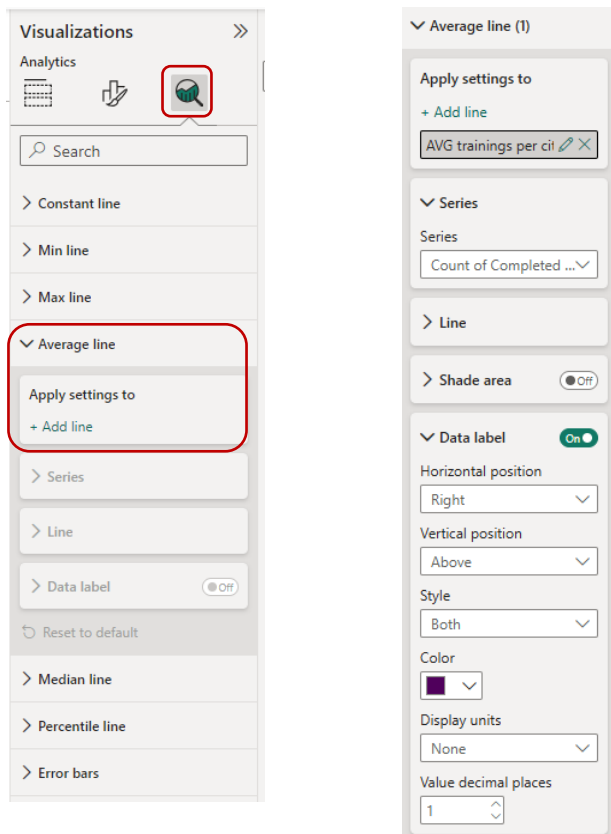 Visualizations
Analytics
Search
Constant line
Min line
Max line
Average line
Apply settings to
+ Add line
Series
Line
Data label
Off
Reset to default
Median line
Percentile line
Error bars
Average line (1)
Apply settings to
+ Add line
AVG trainings per cit
Series
Series
Count of Completed ...
Line
Shade area
Off
Data label
On
Horizontal position
Right
Vertical position
Above
Style
Both
Color
Display units
None
Value decimal places
1